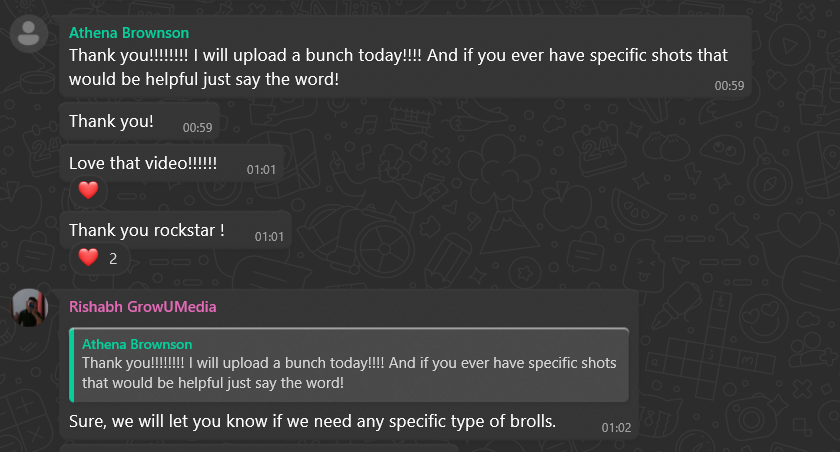 Athena Brownson
Thank you!!!!!!!! I will upload a bunch today!!!! And if you ever have specific shots that
would be helpful just say the word!
00:59
Thank you!
00:59
Love that video!!!!!!
01:01
❤️
Thank you rockstar !
01:01
❤️ 2
Rishabh GrowUMedia
Athena Brownson
Thank you!!!!!!!! I will upload a bunch today!!!! And if you ever have specific shots
that would be helpful just say the word!
Sure, we will let you know if we need any specific type of brolls.
01:02